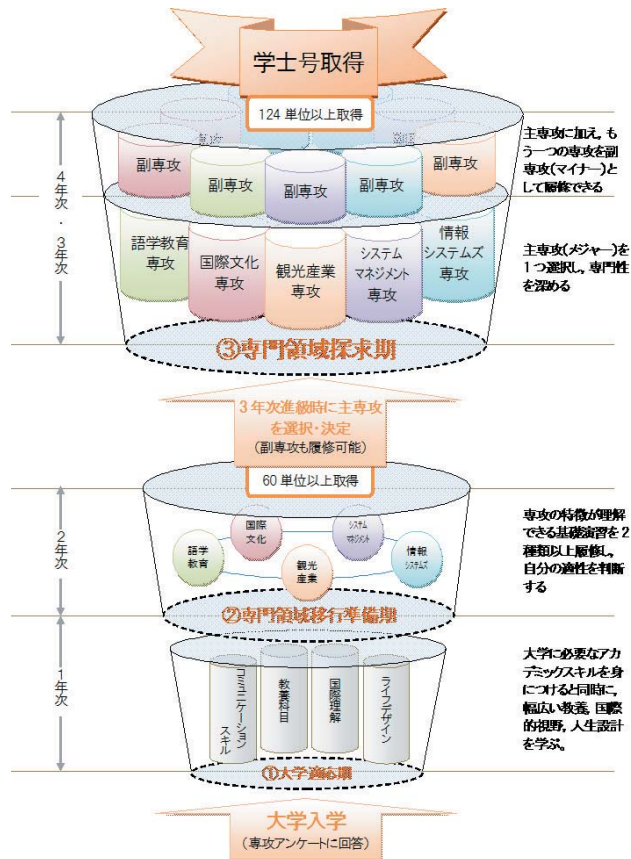 学士号取得
124 単位以上取得
副専攻
副専攻
副専攻
副専攻
副専攻
副専攻
主専攻に加え，も
う一つの専攻を副
専攻(マイナー)と
して履修できる
4年次・3年次
語学教育
専攻
国際文化
専攻
観光産業
専攻
システム
マネジメント
専攻
情報
システムズ
専攻
主専攻(メジャー)を
1つ選択し，専門性
を深める
③専門領域探求期
3年次進級時に主専攻
を選択・決定
(副専攻も履修可能)
60 単位以上取得
2年次
語学
教育
国際
文化
観光
産業
システム
マネジメント
情報
システムズ
専攻の特徴が理解
できる基礎演習を2
種類以上履修し，
自分の適性を判断
する
②専門領域移行準備期
1年次
コミュニケーション
スキル
教養科目
国際理解
ライフデザイン
大学に必要なアカ
デミックスキルを身
につけると同時に，
幅広い教養，国際
的視野，人生設計
を学ぶ。
①大学適応期
大学入学
(専攻アンケートに回答)